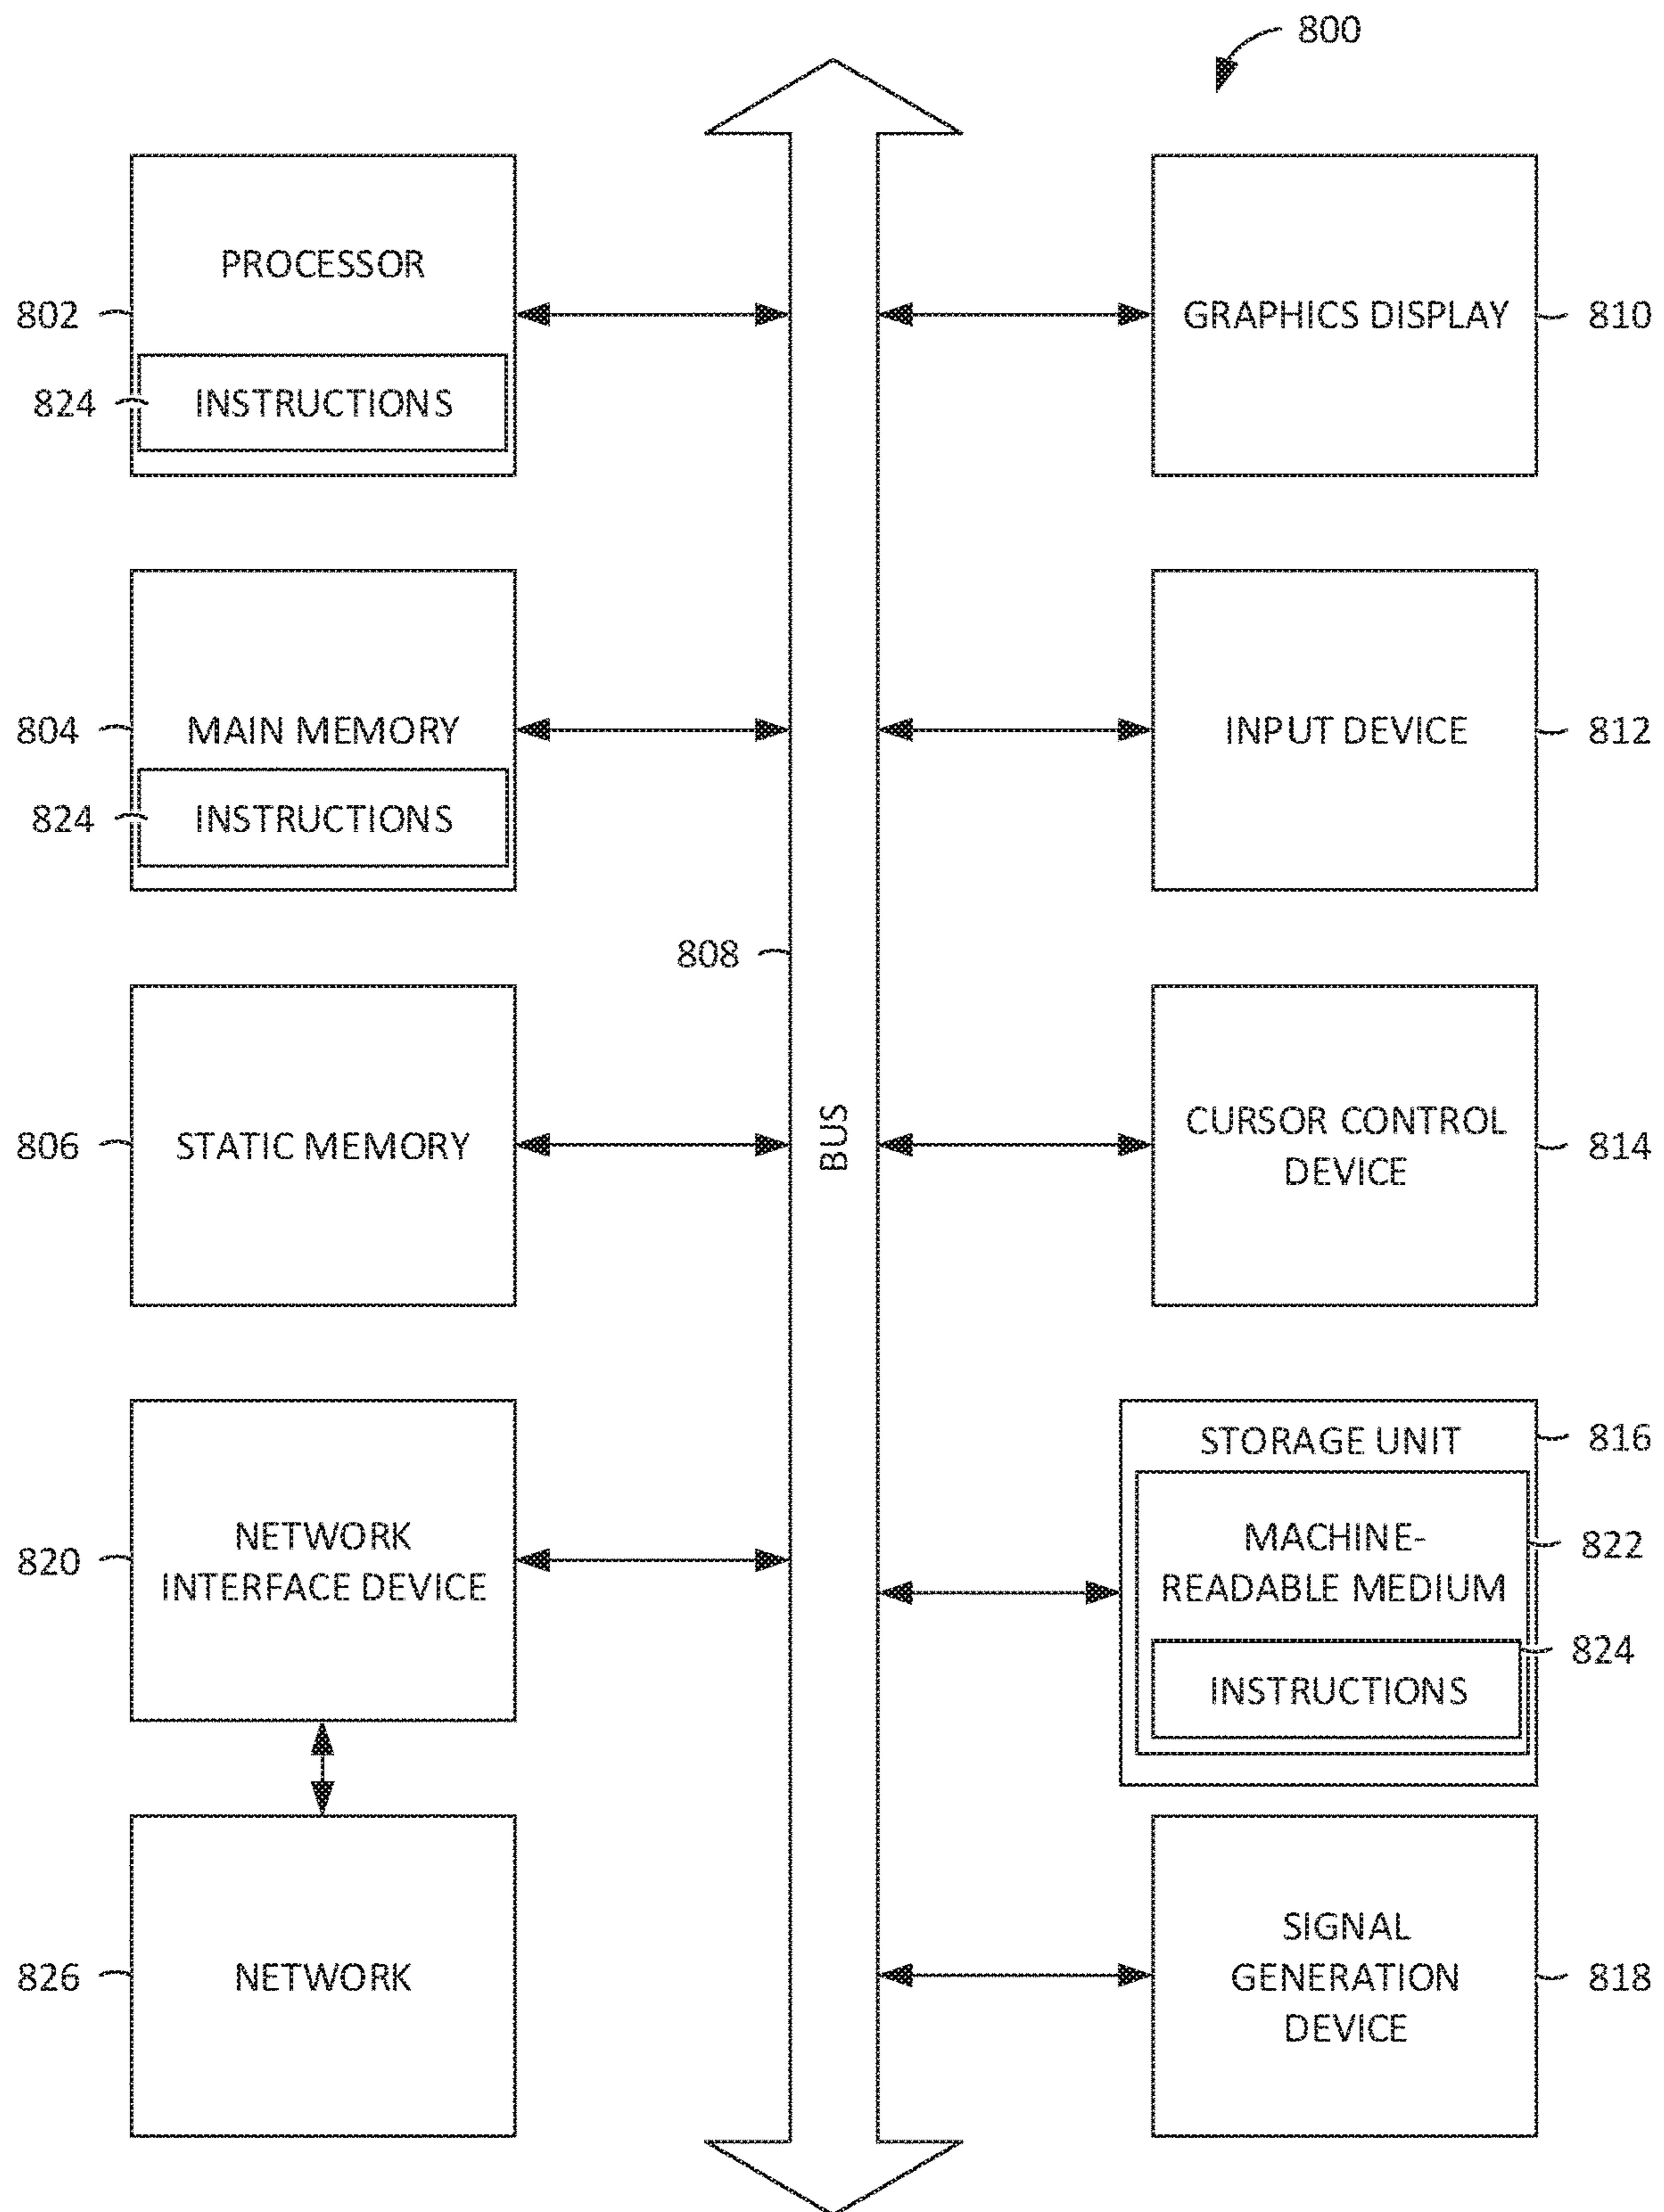 800
PROCESSOR
802
824
INSTRUCTIONS
GRAPHICS DISPLAY
810
804
MAIN MEMORY
824
INSTRUCTIONS
INPUT DEVICE
812
808
BUS
806
STATIC MEMORY
CURSOR CONTROL
DEVICE
814
820
NETWORK
INTERFACE DEVICE
STORAGE UNIT
816
MACHINE-
READABLE MEDIUM
822
824
INSTRUCTIONS
826
NETWORK
SIGNAL
GENERATION
DEVICE
818